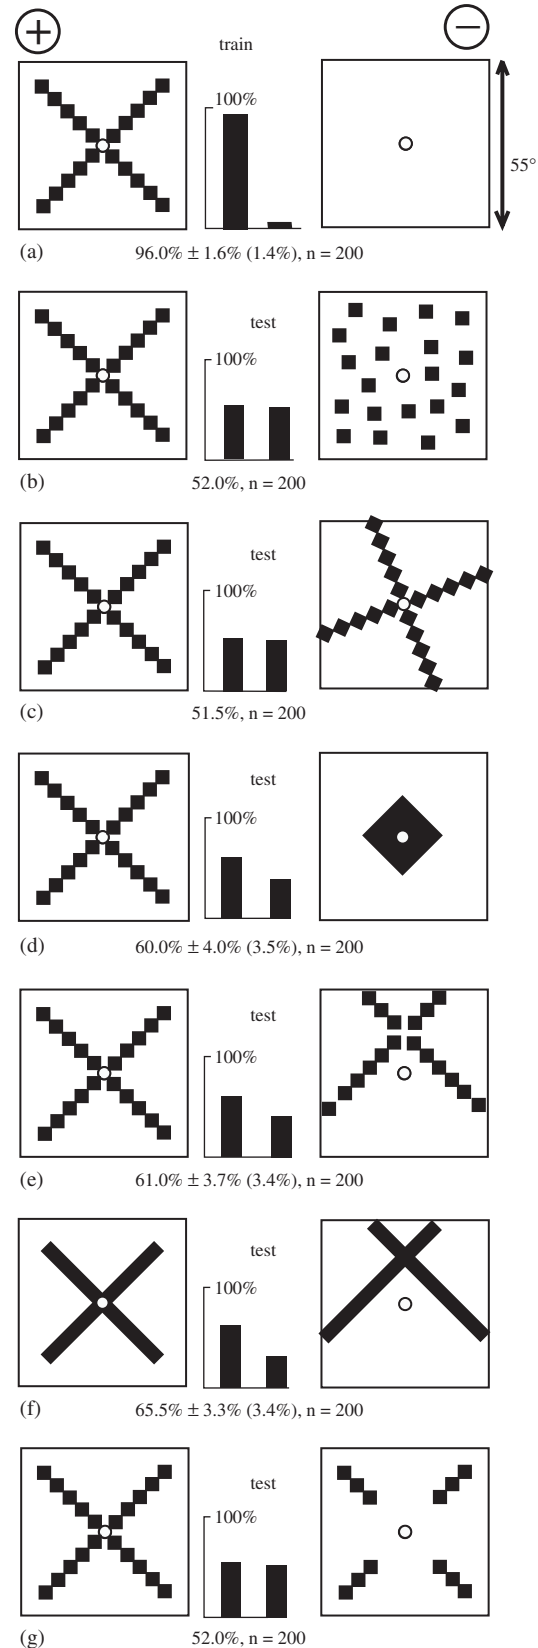 + −
train
100%
55°
(a) 96.0% ± 1.6% (1.4%), n = 200
test
100%
(b) 52.0%, n = 200
test
100%
(c) 51.5%, n = 200
test
100%
(d) 60.0% ± 4.0% (3.5%), n = 200
test
100%
(e) 61.0% ± 3.7% (3.4%), n = 200
test
100%
(f) 65.5% ± 3.3% (3.4%), n = 200
test
100%
(g) 52.0%, n = 200